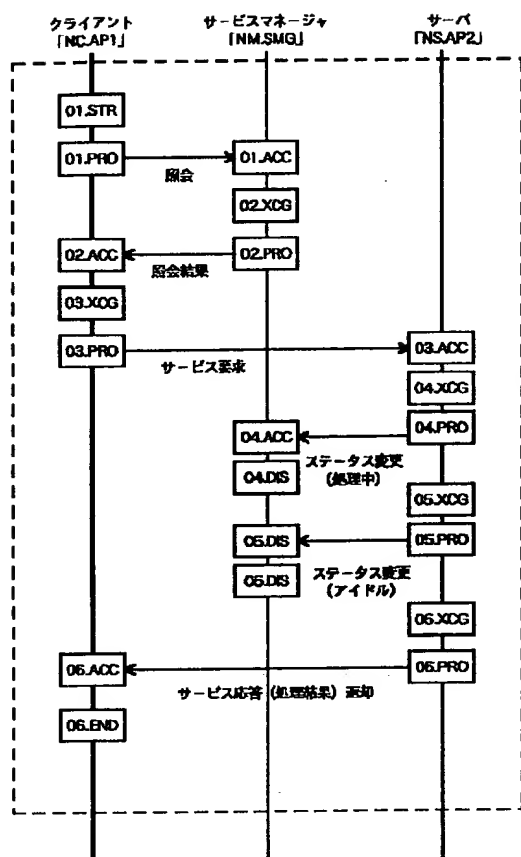 クライアント
「NC.AP1」
サービスマネージャ
「NM.SMG」
サーバ
「NS.AP2」
01.STR
01.PRO
01.ACC
照会
02.XCG
02.ACC
02.PRO
照会結果
03.XCG
03.PRO
03.ACC
サービス要求
04.XCG
04.ACC
04.PRO
ステータス変更
(処理中)
04.DIS
05.XCG
05.DIS
05.PRO
ステータス変更
(アイドル)
05.DIS
06.XCG
06.ACC
06.PRO
サービス応答(処理結果)返却
06.END